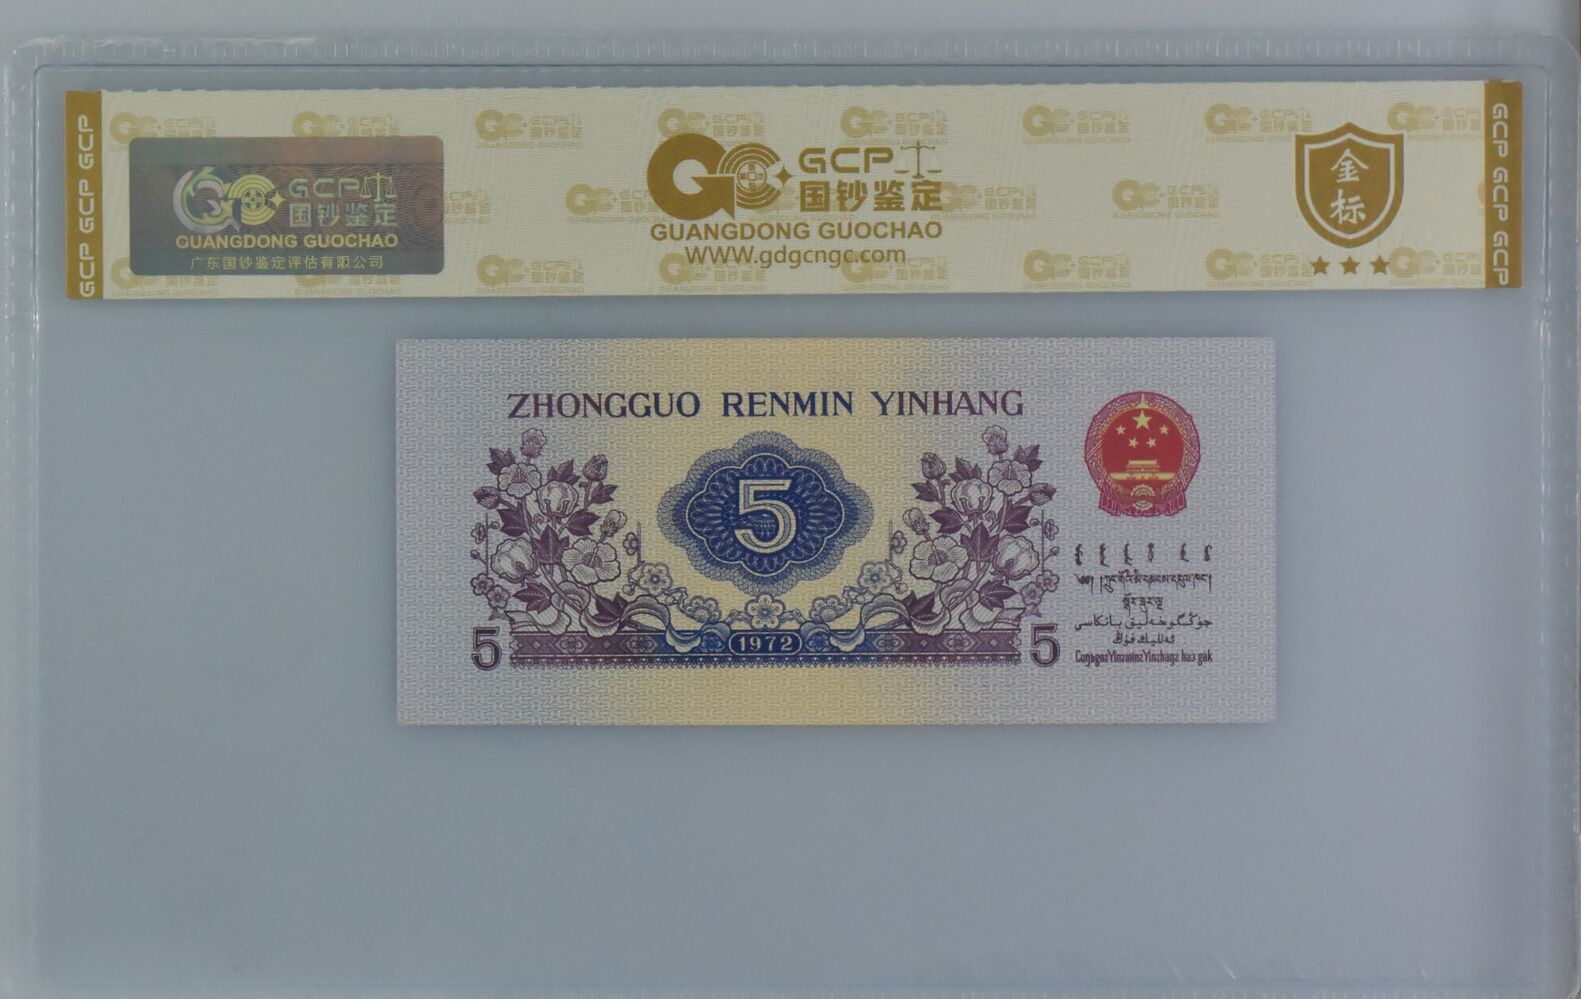 GCP GCP GCP
GCP
国钞鉴定
GUANGDONG GUOCHAO
广东国钞鉴定评估有限公司
GCP
国钞鉴定
GUANGDONG GUOCHAO
WWW.gdgcngc.com
金标
GCP GCP GCP
ZHONGGUO RENMIN YINHANG
5
1972
5
5